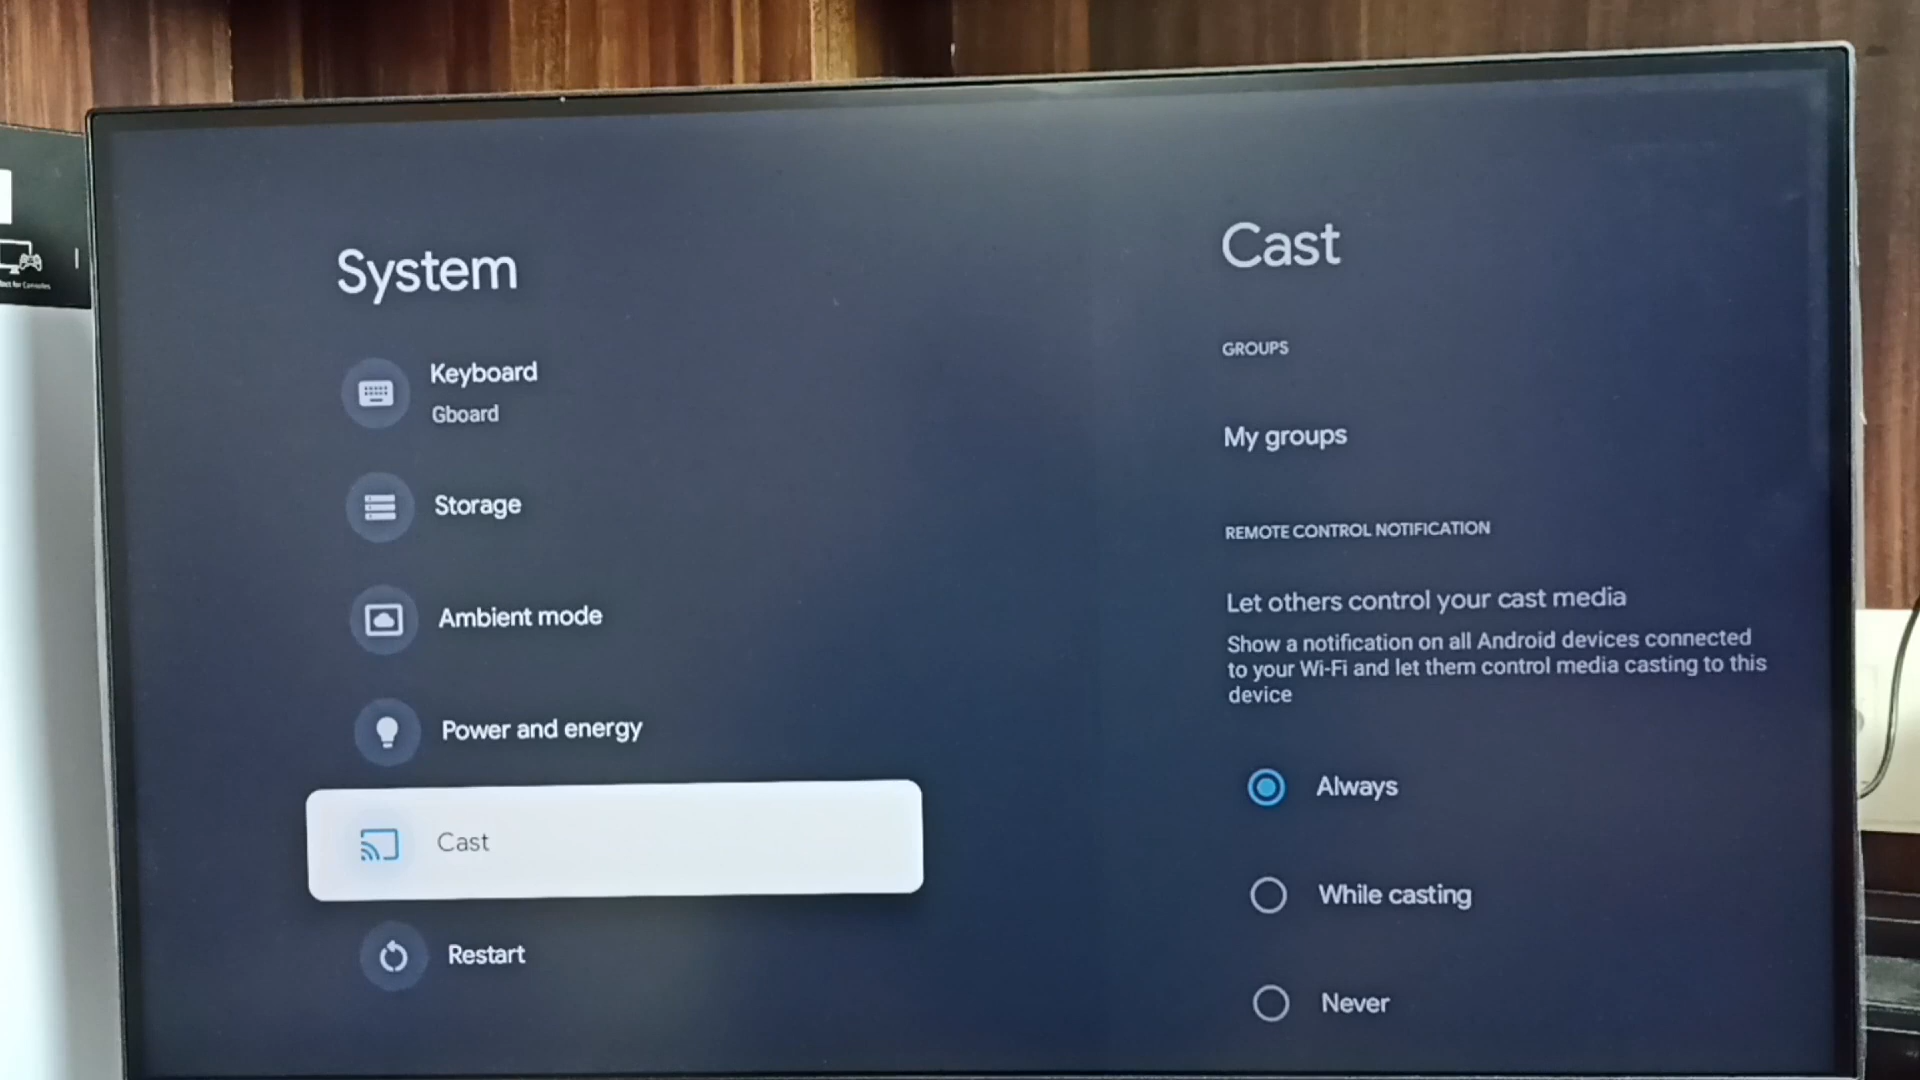 System
Keyboard
Gboard
Storage
Ambient mode
Power and energy
Cast
Restart
Cast
GROUPS
My groups
REMOTE CONTROL NOTIFICATION
Let others control your cast media
Show a notification on all Android devices connected
to your Wi-Fi and let them control media casting to this
device
Always
While casting
Never
for Consoles